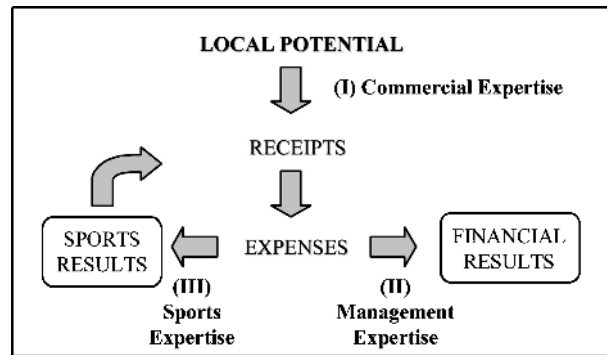 LOCAL POTENTIAL
(I) Commercial Expertise
RECEIPTS
SPORTS
RESULTS
EXPENSES
FINANCIAL
RESULTS
(III)
Sports
Expertise
(II)
Management
Expertise